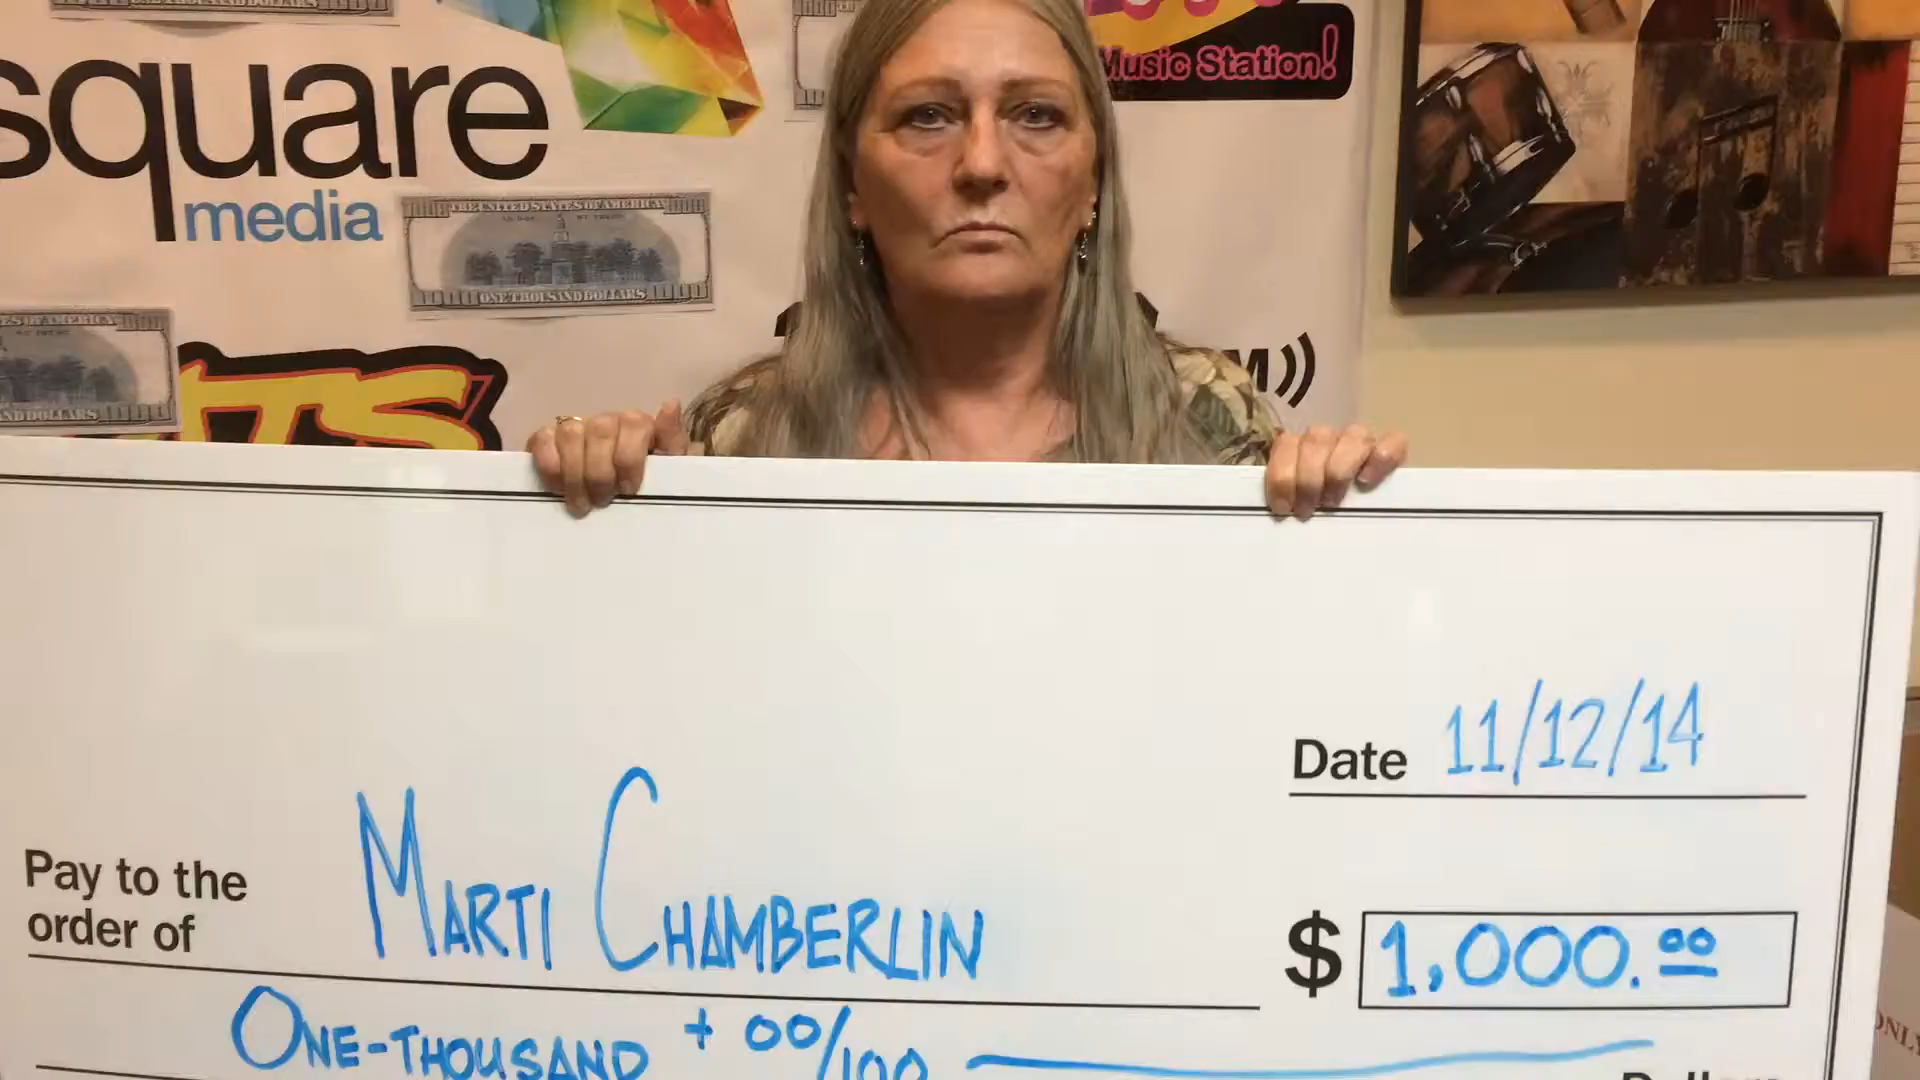 square
media
Music Station!
THE UNITED STATES OF AMERICA
ONE THOUSAND DOLLARS
Date 11/12/14
Pay to the
order of
MARTI CHAMBERLIN
$ 1,000.00
ONE-THOUSAND + 00/100